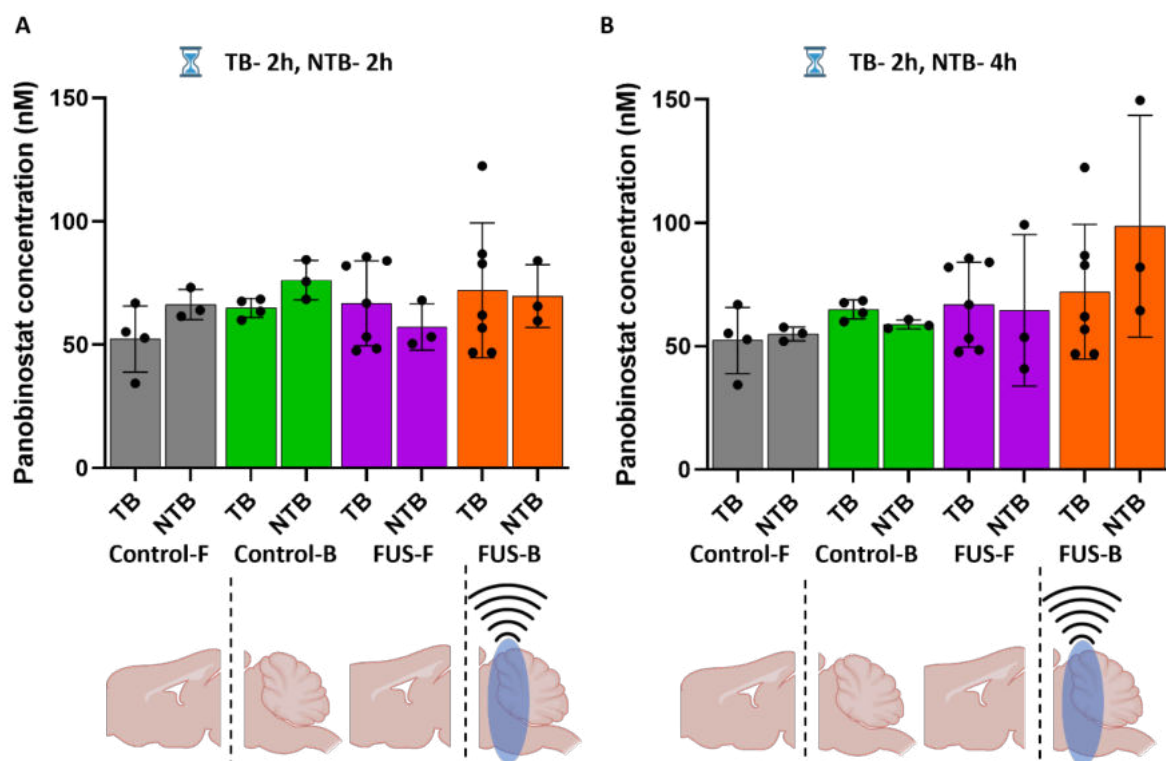 A
TB- 2h, NTB- 2h
Panobinostat concentration (nM)
150
100
50
0
TB
NTB
TB
NTB
TB
NTB
TB
NTB
Control-F
Control-B
FUS-F
FUS-B
B
TB- 2h, NTB- 4h
Panobinostat concentration (nM)
150
100
50
0
TB
NTB
TB
NTB
TB
NTB
TB
NTB
Control-F
Control-B
FUS-F
FUS-B